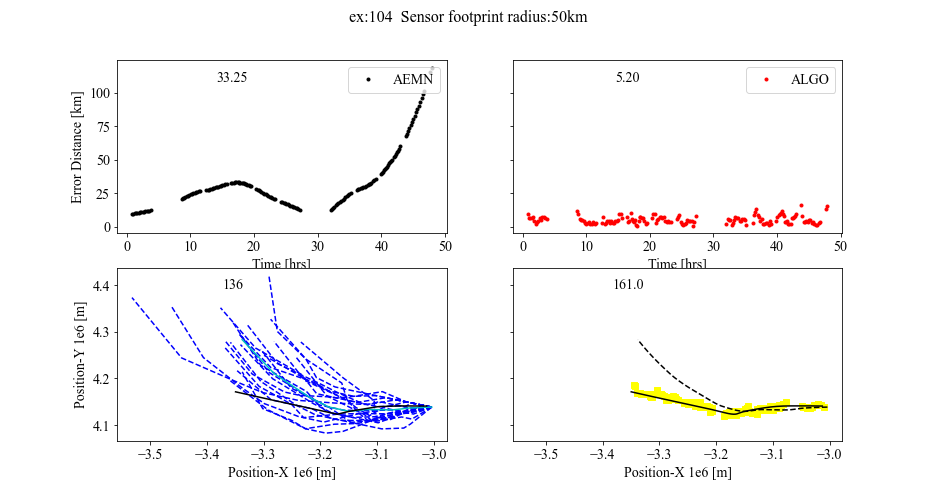 ex:104 Sensor footprint radius:50km
33.25
AEMN
Error Distance [km]
100
75
50
25
0
0 10 20 30 40 50
Time [hrs]
5.20
ALGO
0 10 20 30 40 50
Time [hrs]
136
Position-Y 1e6 [m]
4.4
4.3
4.2
4.1
−3.5 −3.4 −3.3 −3.2 −3.1 −3.0
Position-X 1e6 [m]
161.0
−3.5 −3.4 −3.3 −3.2 −3.1 −3.0
Position-X 1e6 [m]